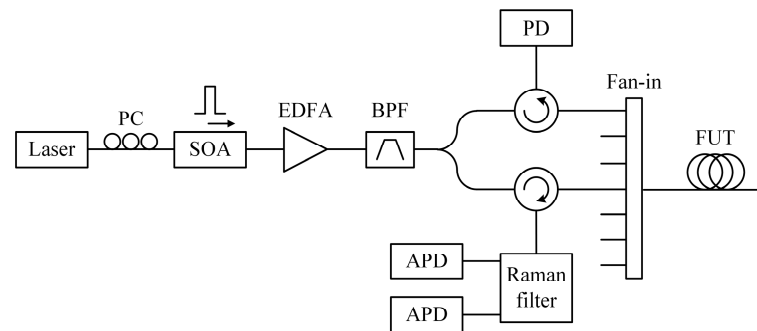 PD
Fan-in
PC
EDFA
BPF
FUT
Laser
SOA
APD
Raman
filter
APD